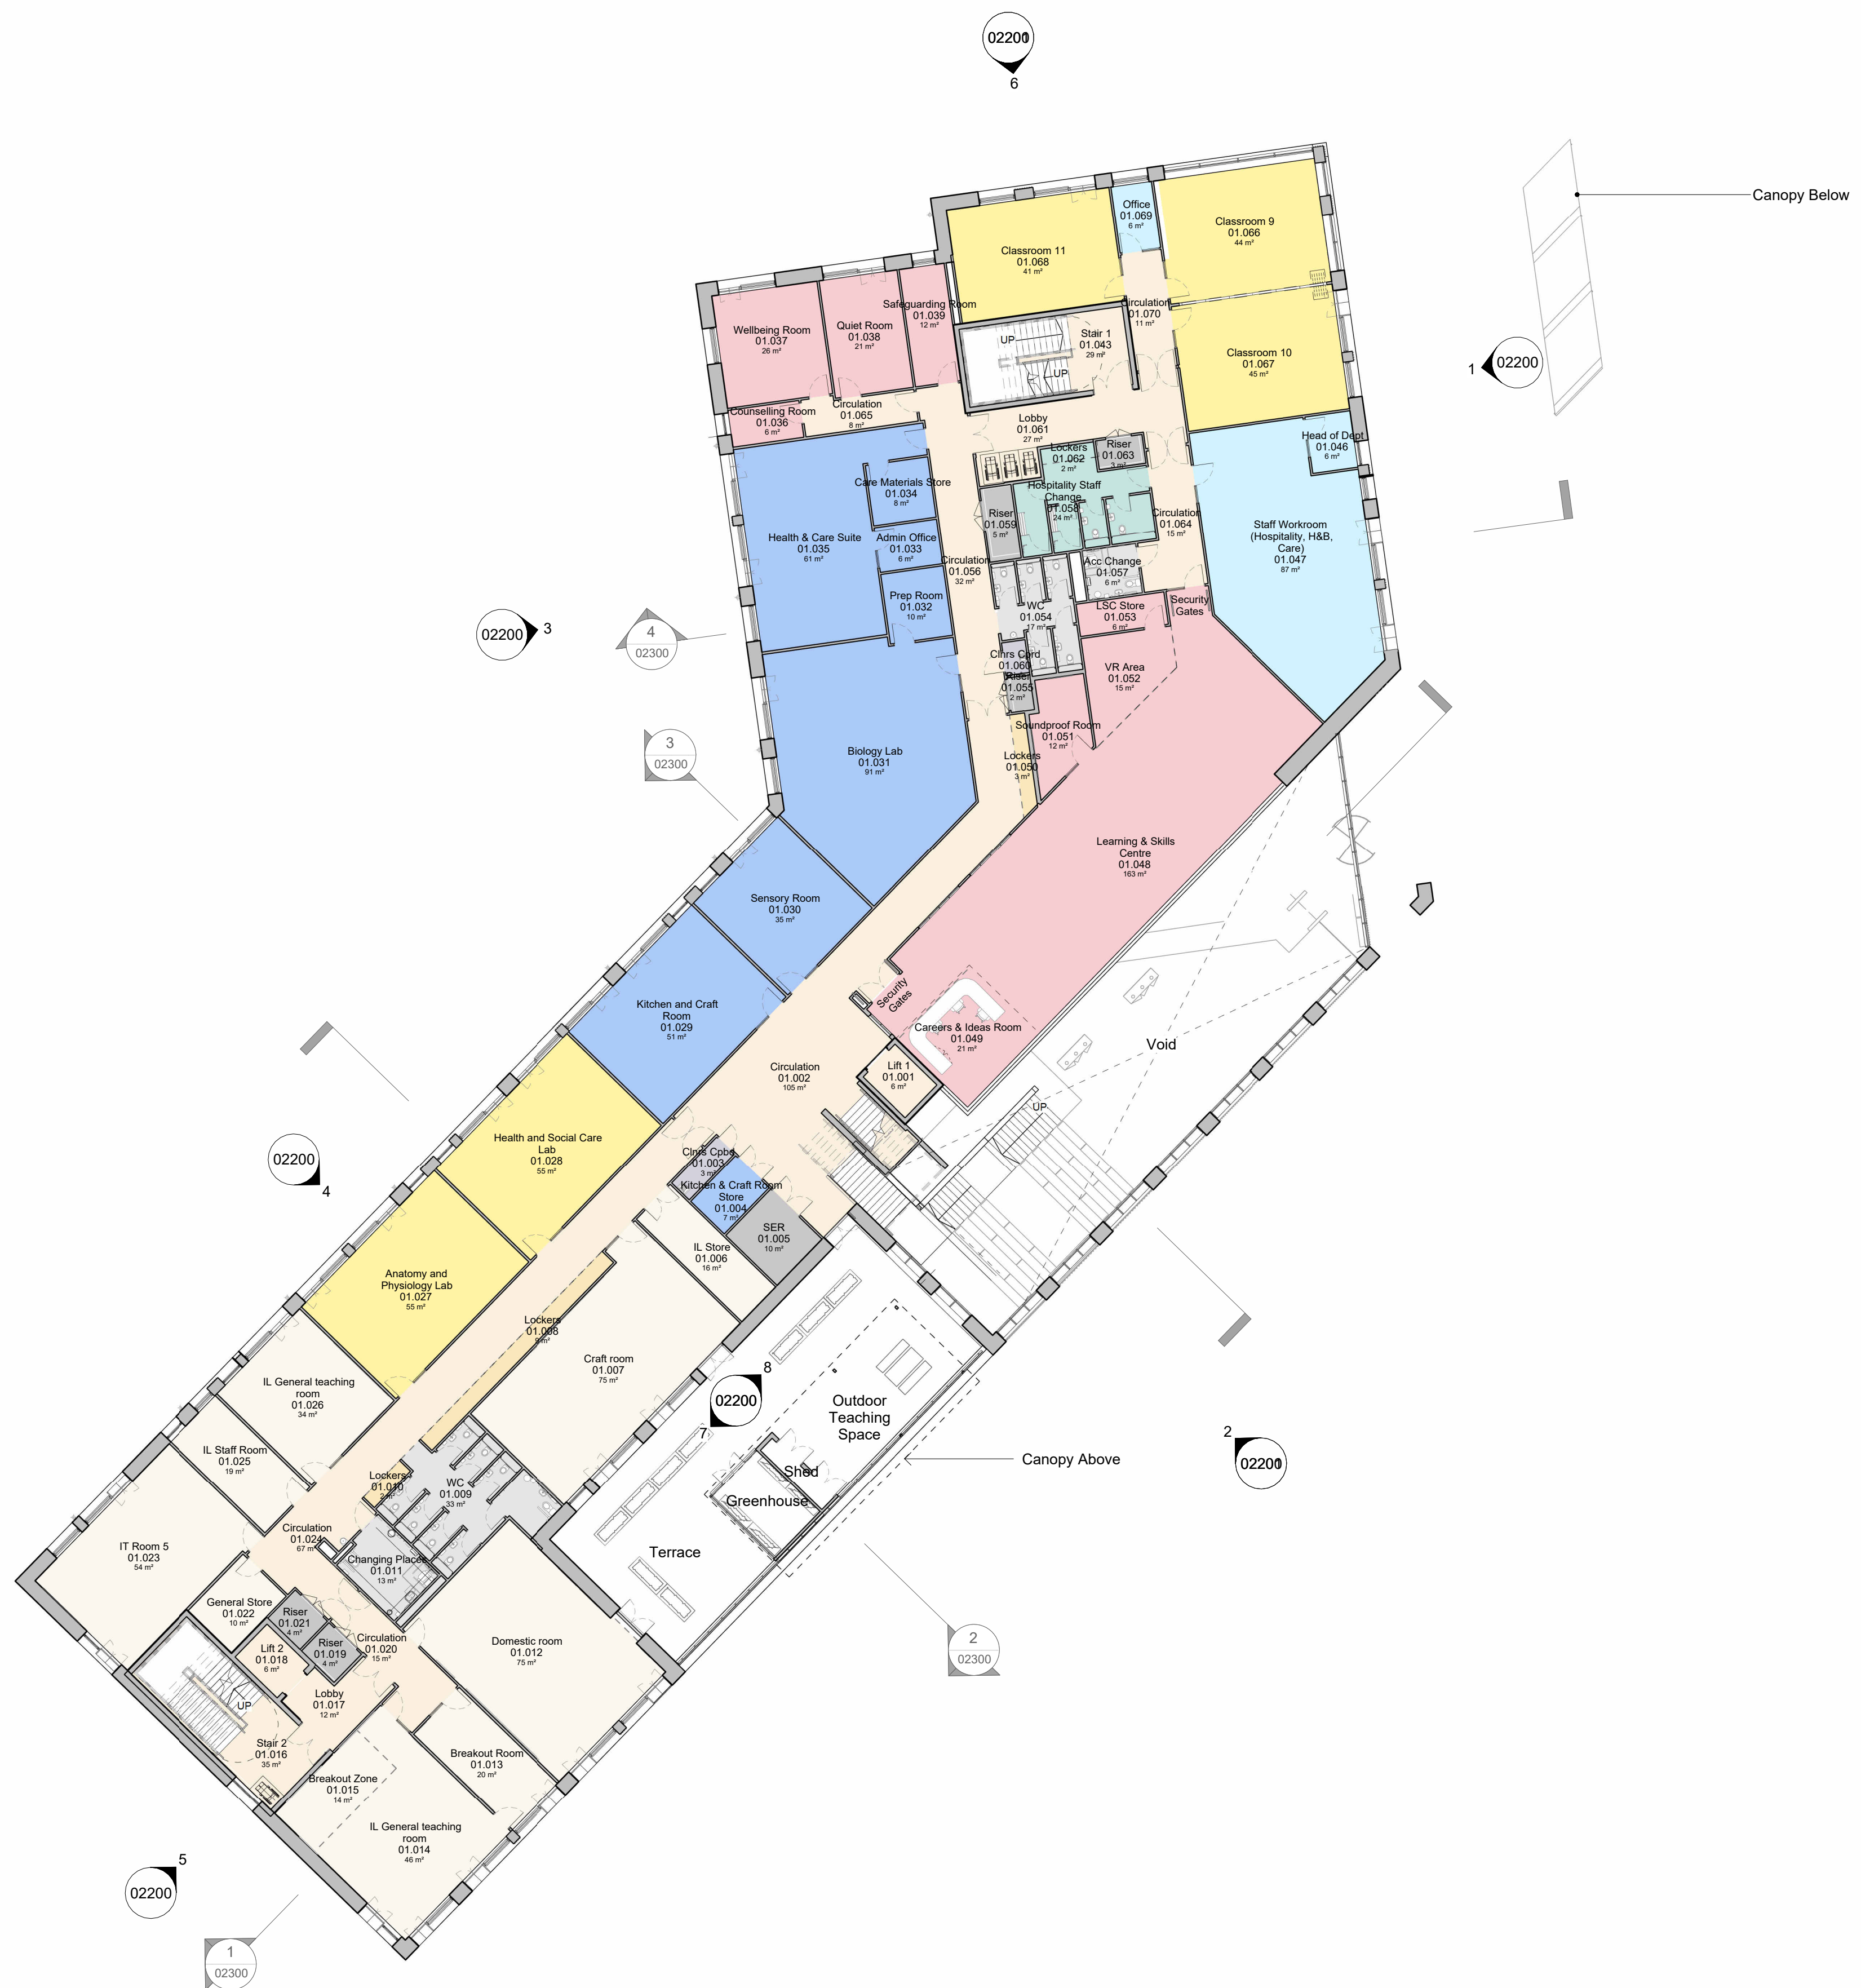 02200
6
Canopy Below
Office
01.069
6 m²
Classroom 9
01.066
44 m²
Classroom 11
01.068
41 m²
Safeguarding Room
01.039
12 m²
Circulation
01.070
11 m²
Wellbeing Room
01.037
26 m²
Quiet Room
01.038
21 m²
UP
UP
Stair 1
01.043
29 m²
Classroom 10
01.067
45 m²
1
02200
Counselling Room
01.036
6 m²
Circulation
01.065
8 m²
Lobby
01.061
27 m²
Head of Dept
01.046
6 m²
Lockers
01.062
2 m²
Riser
01.063
3 m²
Care Materials Store
01.034
8 m²
Hospitality Staff
Change
01.058
24 m²
Riser
01.059
5 m²
Circulation
01.064
15 m²
Staff Workroom
(Hospitality, H&B,
Care)
01.047
87 m²
Health & Care Suite
01.035
61 m²
Admin Office
01.033
6 m²
Circulation
01.056
32 m²
Acc Change
01.057
6 m²
Prep Room
01.032
10 m²
WC
01.054
17 m²
LSC Store
01.053
6 m²
Security
Gates
02200
3
4
02300
Clnrs Cprd
01.060
Riser
01.055
2 m²
VR Area
01.052
15 m²
Soundproof Room
01.051
12 m²
3
02300
Biology Lab
01.031
91 m²
Lockers
01.050
3 m²
Learning & Skills
Centre
01.048
163 m²
Sensory Room
01.030
35 m²
Security
Gates
Kitchen and Craft
Room
01.029
51 m²
Careers & Ideas Room
01.049
21 m²
Void
Circulation
01.002
105 m²
Lift 1
01.001
6 m²
UP
Health and Social Care
Lab
01.028
55 m²
02200
4
Clnrs Cpbd
01.003
3 m²
Kitchen & Craft Room
Store
01.004
7 m²
SER
01.005
10 m²
IL Store
01.006
16 m²
Anatomy and
Physiology Lab
01.027
55 m²
Lockers
01.008
Craft room
01.007
75 m²
8
02200
7
IL General teaching
room
01.026
34 m²
Outdoor
Teaching
Space
2
02200
Canopy Above
IL Staff Room
01.025
19 m²
Lockers
01.010
2 m²
WC
01.009
33 m²
Shed
Greenhouse
Terrace
Circulation
01.024
67 m²
IT Room 5
01.023
54 m²
Changing Places
01.011
13 m²
General Store
01.022
10 m²
Riser
01.021
4 m²
Riser
01.019
4 m²
Circulation
01.020
15 m²
Domestic room
01.012
75 m²
2
02300
Lift 2
01.018
6 m²
Lobby
01.017
12 m²
UP
Stair 2
01.016
35 m²
Breakout Room
01.013
20 m²
Breakout Zone
01.015
14 m²
IL General teaching
room
01.014
46 m²
5
02200
1
02300